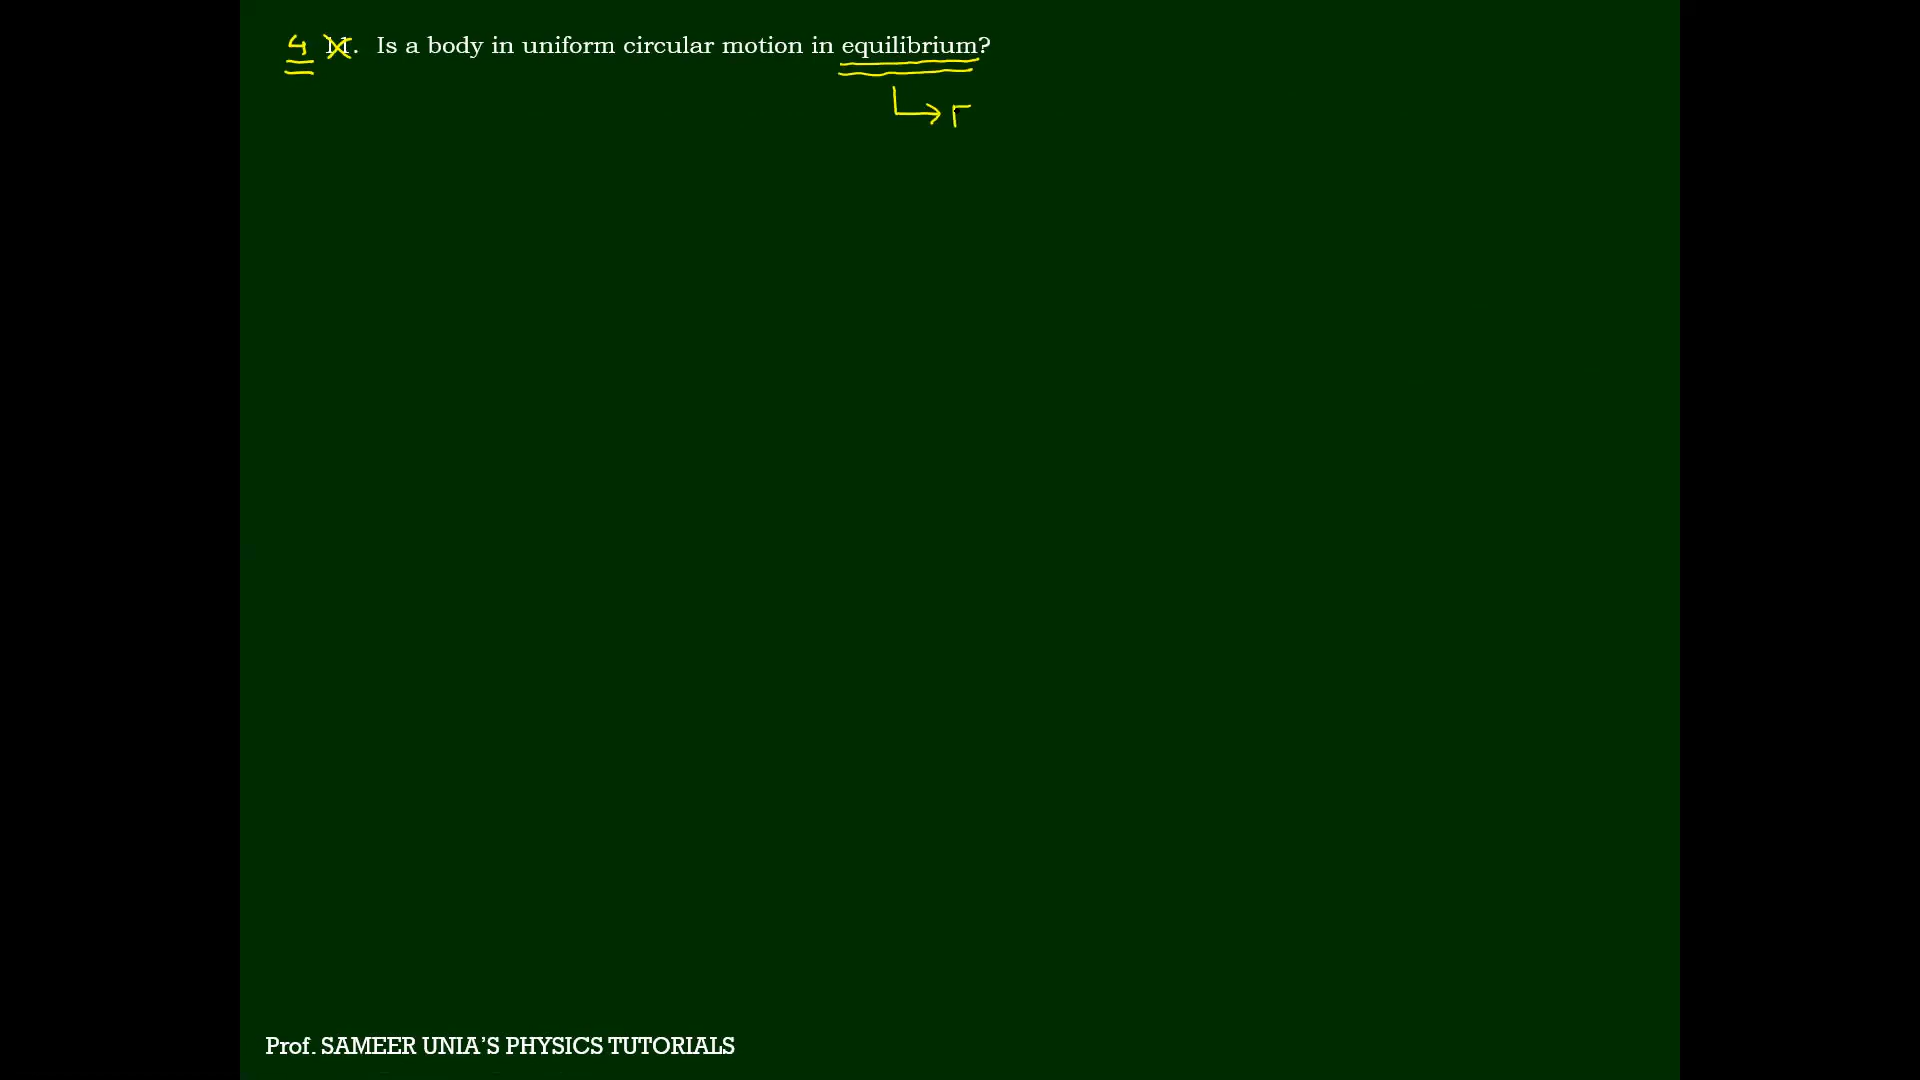 4 11. Is a body in uniform circular motion in equilibrium?
Prof. SAMEER UNIA’S PHYSICS TUTORIALS